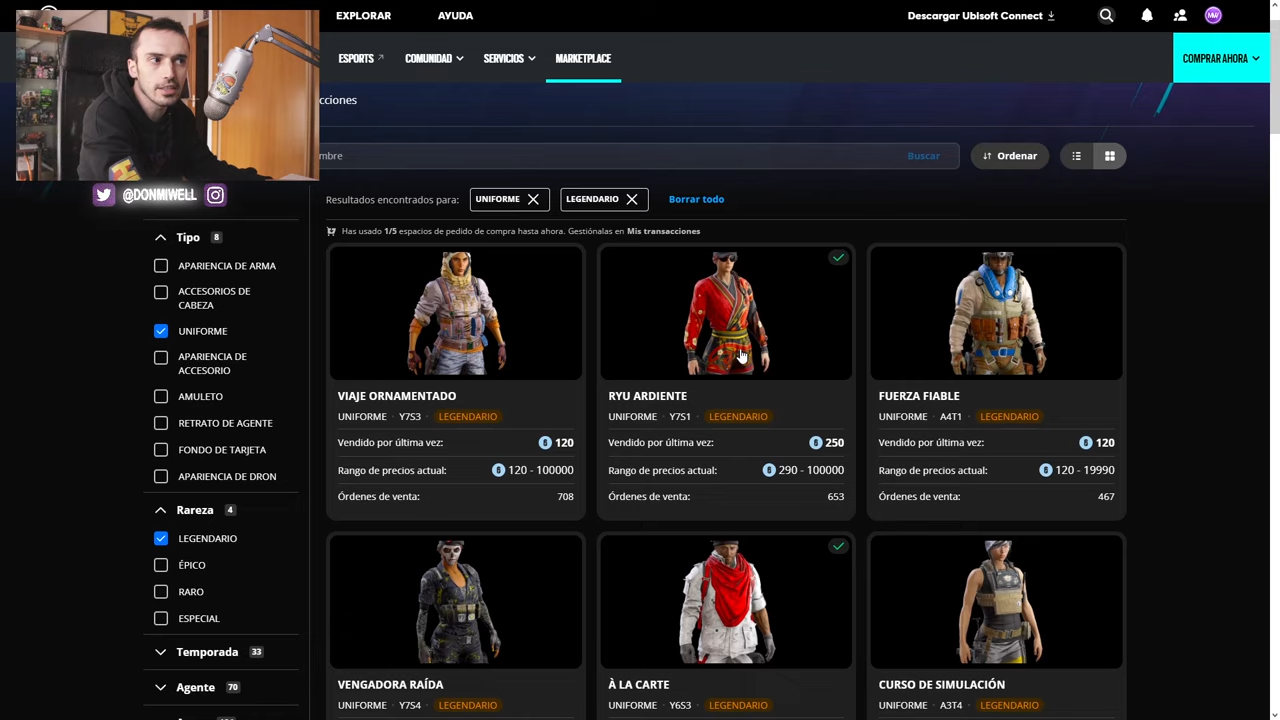 EXPLORAR AYUDA Descargar Ubisoft Connect MW
ESPORTS COMUNIDAD SERVICIOS MARKETPLACE COMPRAR AHORA
cciones
mbre Buscar Ordenar
@DONMIWELL
Resultados encontrados para: UNIFORME LEGENDARIO Borrar todo
Has usado 1/5 espacios de pedido de compra hasta ahora. Gestiónalas en Mis transacciones
Tipo 8
APARIENCIA DE ARMA
ACCESORIOS DE
CABEZA
UNIFORME
APARIENCIA DE
ACCESORIO
AMULETO
RETRATO DE AGENTE
FONDO DE TARJETA
APARIENCIA DE DRON
Rareza 4
LEGENDARIO
ÉPICO
RARO
ESPECIAL
Temporada 33
Agente 70
VIAJE ORNAMENTADO
UNIFORME · Y7S3 LEGENDARIO
Vendido por última vez: 120
Rango de precios actual: 120 - 100000
Órdenes de venta: 708
RYU ARDIENTE
UNIFORME · Y7S1 LEGENDARIO
Vendido por última vez: 250
Rango de precios actual: 290 - 100000
Órdenes de venta: 653
FUERZA FIABLE
UNIFORME · A4T1 LEGENDARIO
Vendido por última vez: 120
Rango de precios actual: 120 - 19990
Órdenes de venta: 467
VENGADORA RAÍDA
UNIFORME · Y7S4 LEGENDARIO
À LA CARTE
UNIFORME · Y6S3 LEGENDARIO
CURSO DE SIMULACIÓN
UNIFORME · A3T4 LEGENDARIO